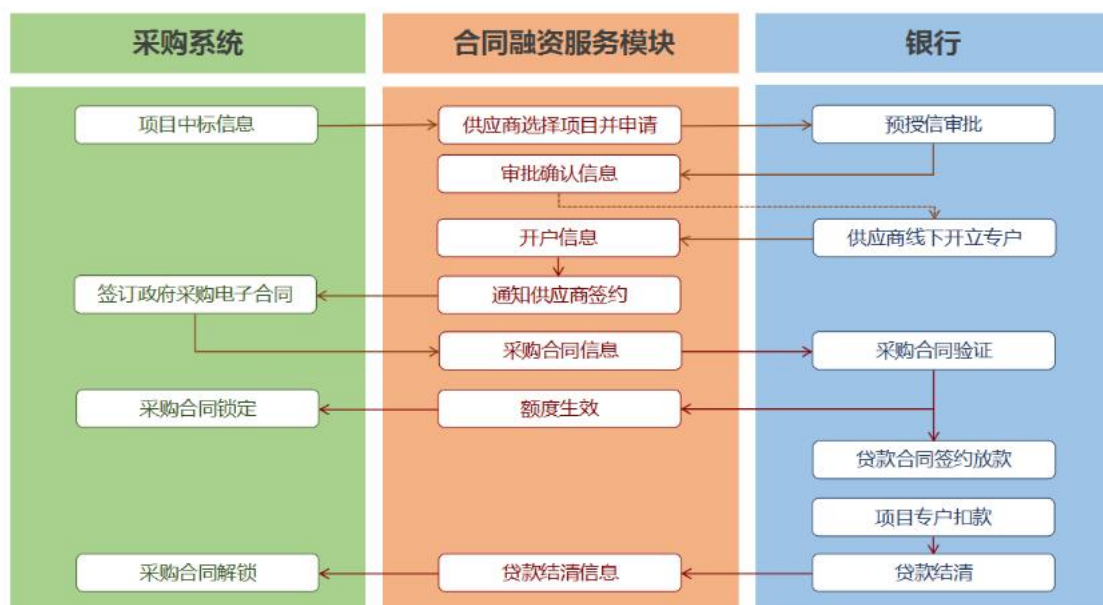 采购系统
合同融资服务模块
银行
项目中标信息
供应商选择项目并申请
预授信审批
审批确认信息
开户信息
供应商线下开立专户
签订政府采购电子合同
通知供应商签约
采购合同信息
采购合同验证
采购合同锁定
额度生效
贷款合同签约放款
项目专户扣款
采购合同解锁
贷款结清信息
贷款结清